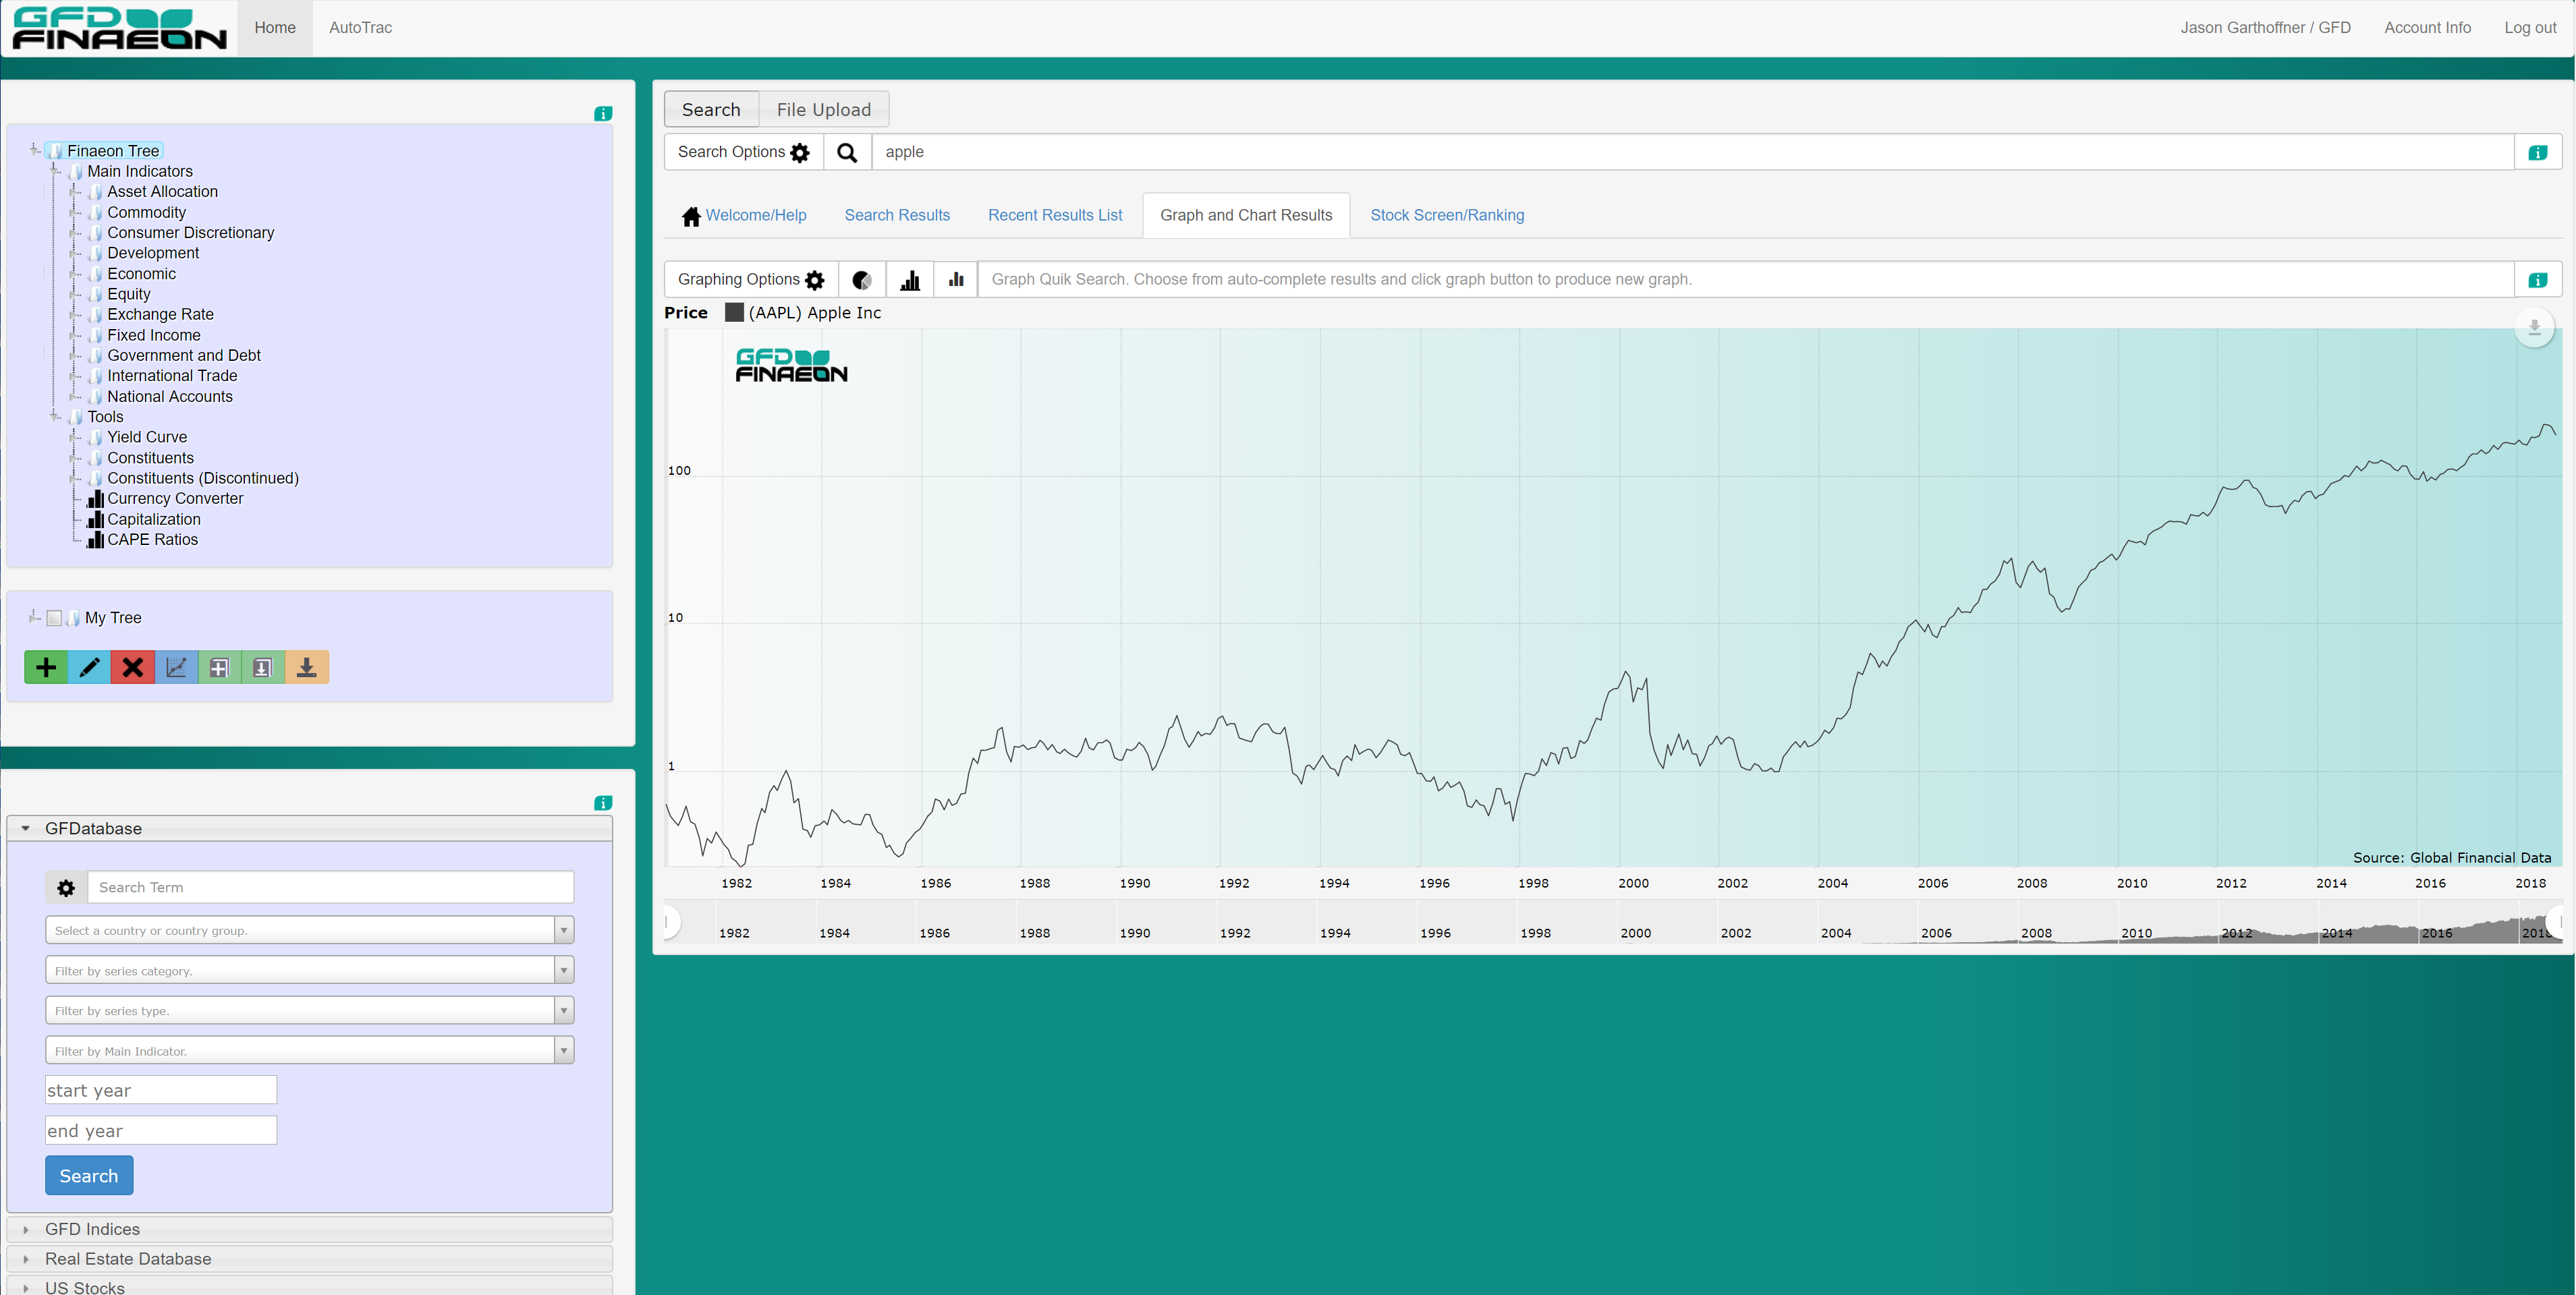 GFD
FINAEON
Home
AutoTrac
Jason Garthoffner / GFD
Account Info
Log out
Finaeon Tree
Main Indicators
Asset Allocation
Commodity
Consumer Discretionary
Development
Economic
Equity
Exchange Rate
Fixed Income
Government and Debt
International Trade
National Accounts
Tools
Yield Curve
Constituents
Constituents (Discontinued)
Currency Converter
Capitalization
CAPE Ratios
My Tree
GFDatabase
Search Term
Select a country or country group.
Filter by series category.
Filter by series type.
Filter by Main Indicator.
start year
end year
Search
GFD Indices
Real Estate Database
US Stocks
Search File Upload
Search Options apple
Welcome/Help Search Results Recent Results List Graph and Chart Results Stock Screen/Ranking
Graphing Options Graph Quik Search. Choose from auto-complete results and click graph button to produce new graph.
Price (AAPL) Apple Inc
GFD
FINAEON
100
10
1
Source: Global Financial Data
1982 1984 1986 1988 1990 1992 1994 1996 1998 2000 2002 2004 2006 2008 2010 2012 2014 2016 2018
1982 1984 1986 1988 1990 1992 1994 1996 1998 2000 2002 2004 2006 2008 2010 2012 2014 2016 2018